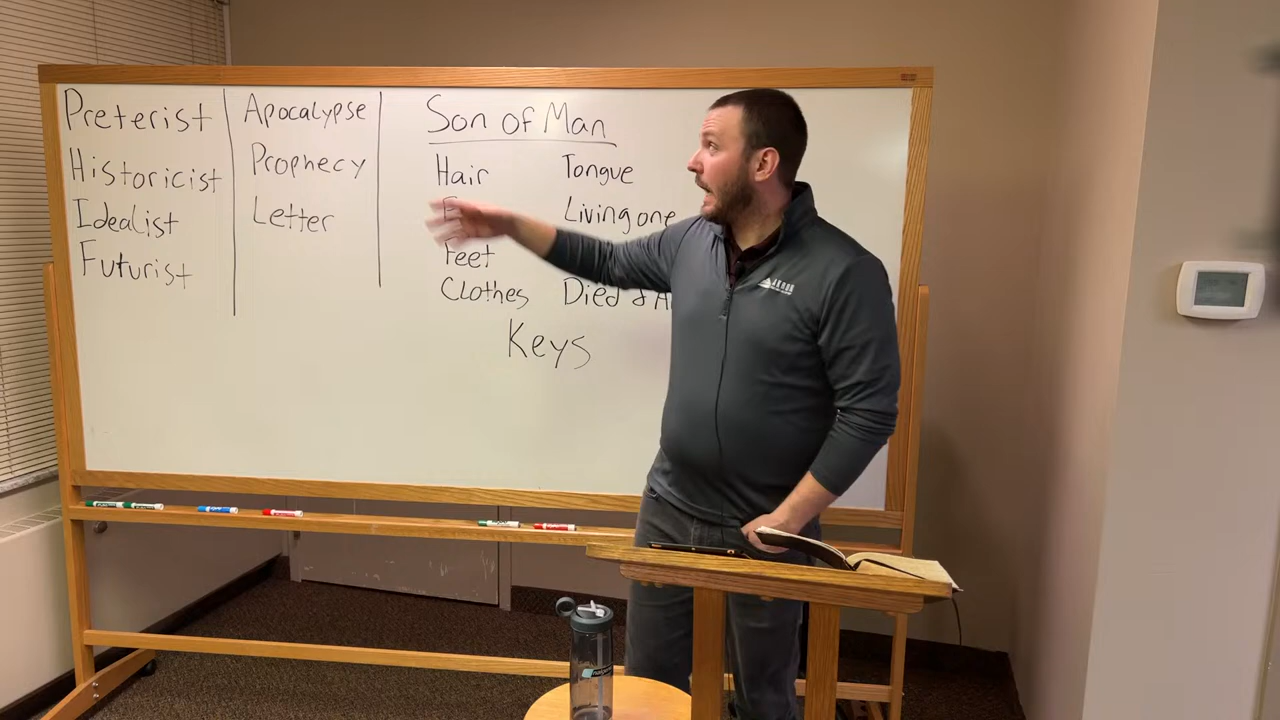 Preterist
Historicist
Idealist
Futurist
Apocalypse
Prophecy
Letter
Son of Man
Hair
Feet
Clothes
Tongue
Living one
Died & A
Keys